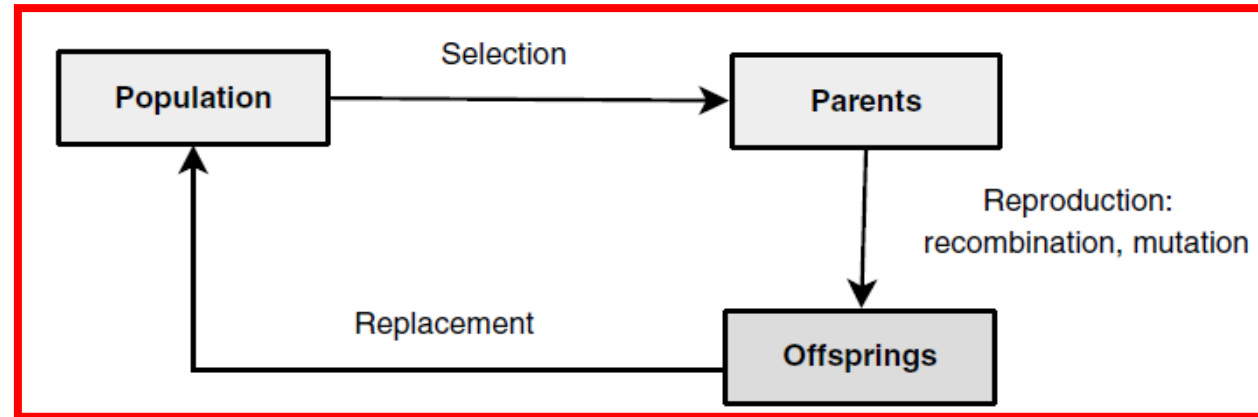 Selection
Population
Parents
Reproduction:
recombination, mutation
Replacement
Offsprings